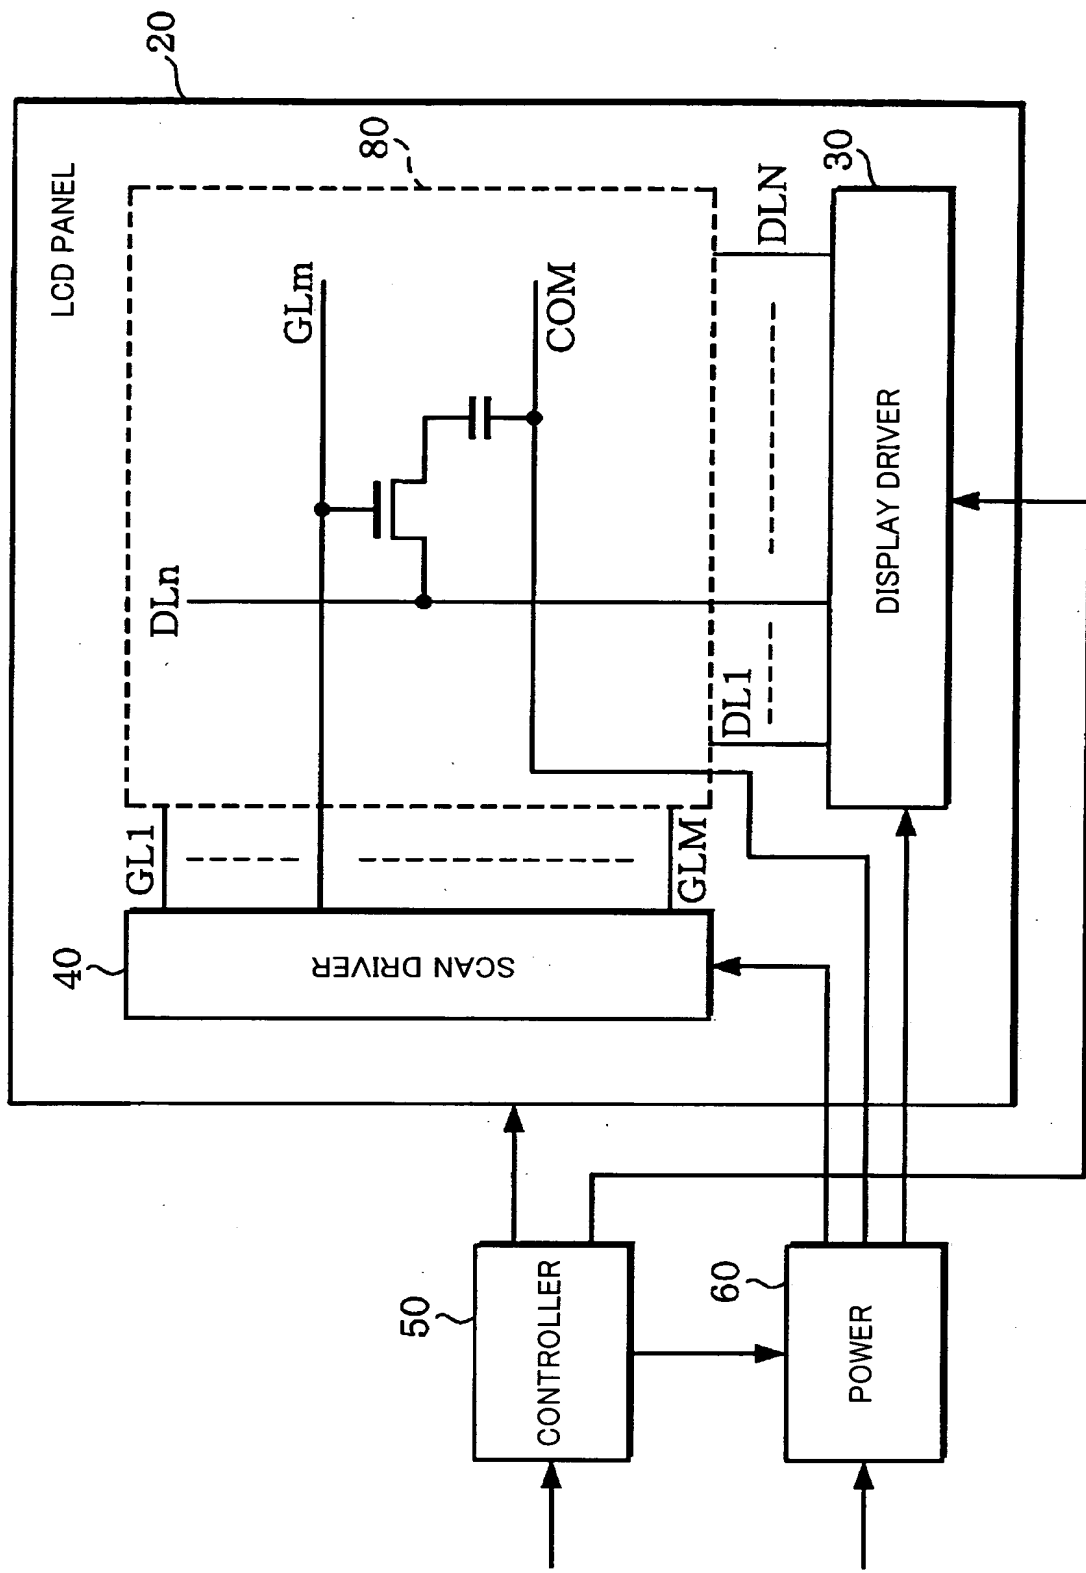 20
LCD PANEL
80
GLm
COM
DLn
DLN
DL1
30
DISPLAY DRIVER
GL1
GLM
40
SCAN DRIVER
50
CONTROLLER
60
POWER